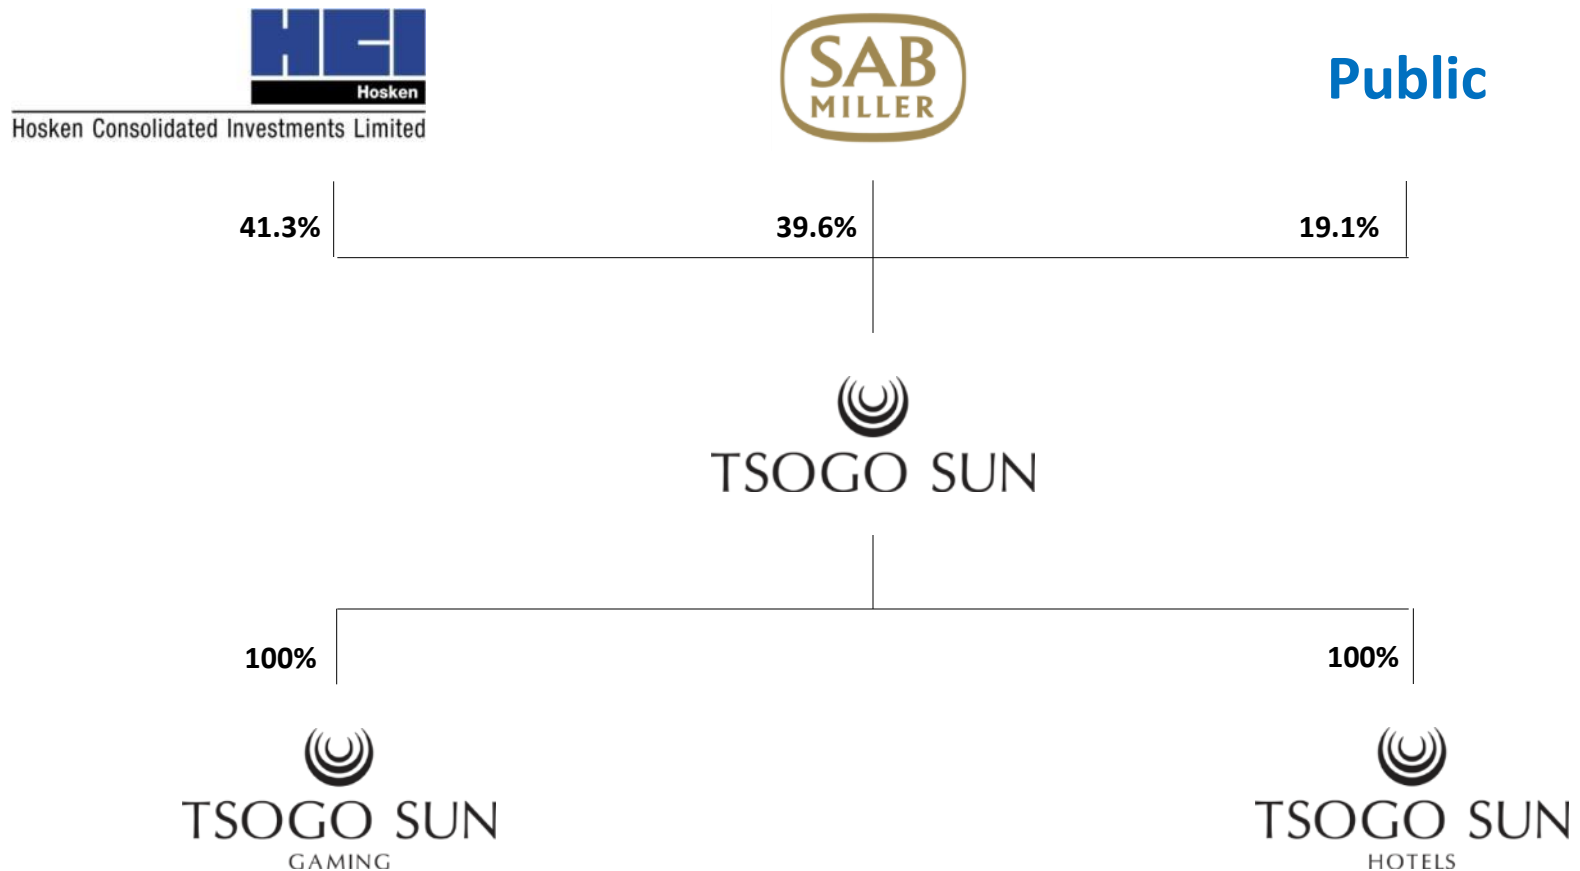 HCI
Hosken
Hosken Consolidated Investments Limited
SAB
MILLER
Public
41.3%
39.6%
19.1%
TSOGO SUN
100%
100%
TSOGO SUN
GAMING
TSOGO SUN
HOTELS